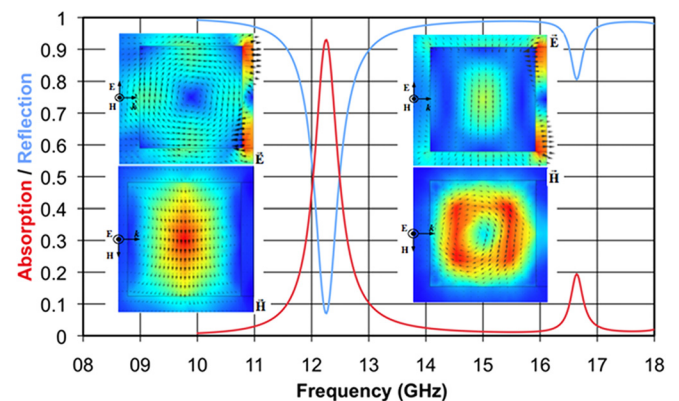 Absorption / Reflection
1
0.9
0.8
0.7
0.6
0.5
0.4
0.3
0.2
0.1
0
08 09 10 11 12 13 14 15 16 17 18
Frequency (GHz)
E
H k
E
E
H
E
E
H k
H
E
H
H